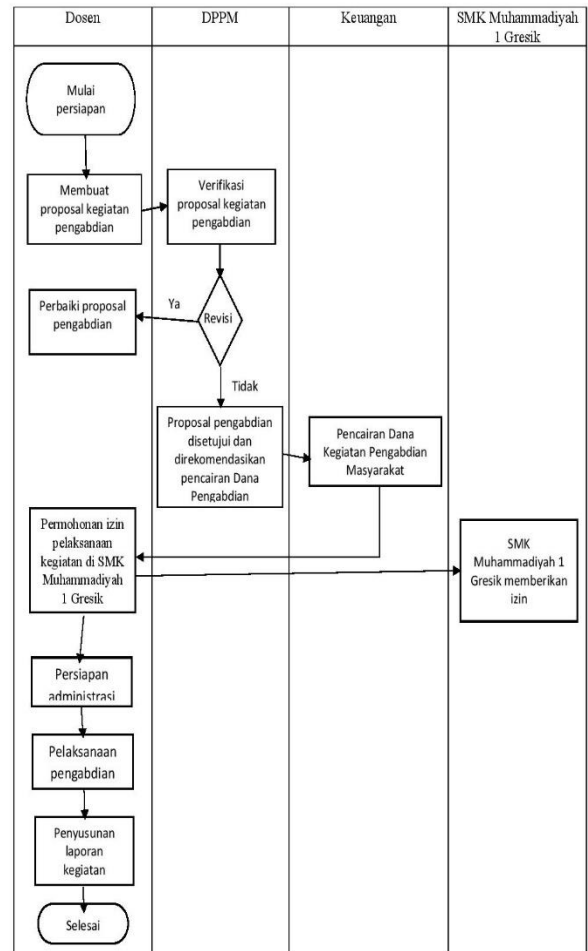 Dosen
DPPM
Keuangan
SMK Muhammadiyah
1 Gresik
Mulai
persiapan
Membuat
proposal kegiatan
pengabdian
Verifikasi
proposal kegiatan
pengabdian
Perbaiki proposal
pengabdian
Ya
Revisi
Tidak
Proposal pengabdian
disetujui dan
direkomendasikan
pencairan Dana
Pengabdian
Pencairan Dana
Kegiatan Pengabdian
Masyarakat
Permohonan izin
pelaksanaan
kegiatan di SMK
Muhammadiyah
1 Gresik
SMK
Muhammadiyah 1
Gresik memberikan
izin
Persiapan
administrasi
Pelaksanaan
pengabdian
Penyusunan
laporan
kegiatan
Selesai